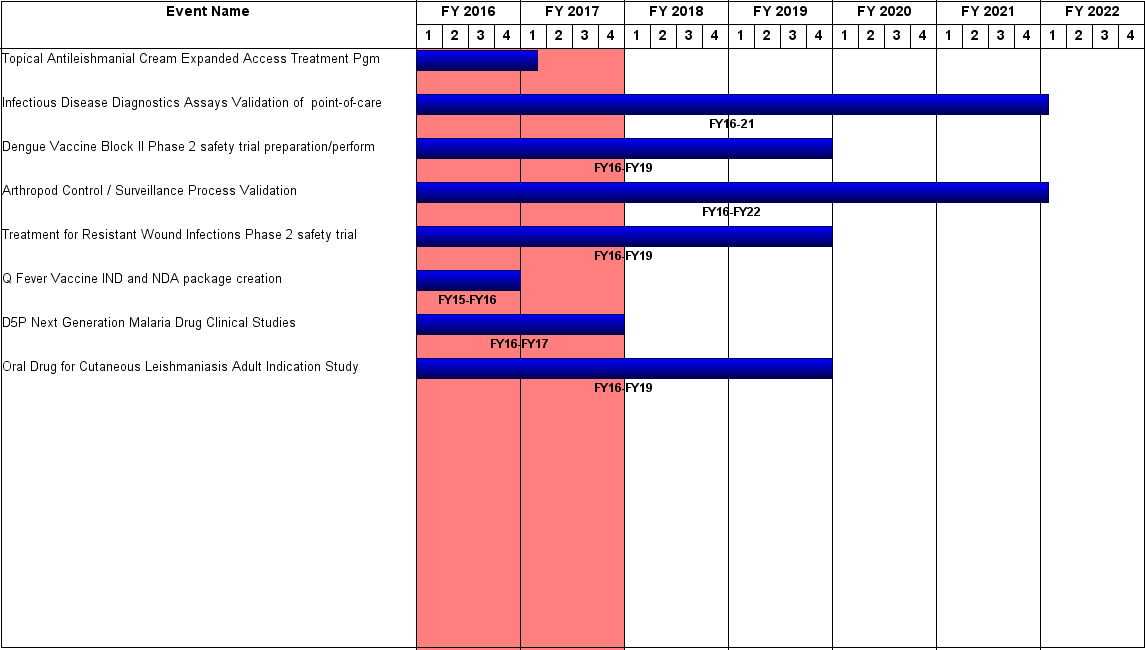 Event Name FY 2016 FY 2017 FY 2018 FY 2019 FY 2020 FY 2021 FY 2022
1 2 3 4 1 2 3 4 1 2 3 4 1 2 3 4 1 2 3 4 1 2 3 4 1 2 3 4
Topical Antileishmanial Cream Expanded Access Treatment Pgm
Infectious Disease Diagnostics Assays Validation of  point-of-care
FY16-21
Dengue Vaccine Block II Phase 2 safety trial preparation/perform
FY16-FY19
Arthropod Control / Surveillance Process Validation
FY16-FY22
Treatment for Resistant Wound Infections Phase 2 safety trial
FY16-FY19
Q Fever Vaccine IND and NDA package creation
FY15-FY16
D5P Next Generation Malaria Drug Clinical Studies
FY16-FY17
Oral Drug for Cutaneous Leishmaniasis Adult Indication Study
FY16-FY19